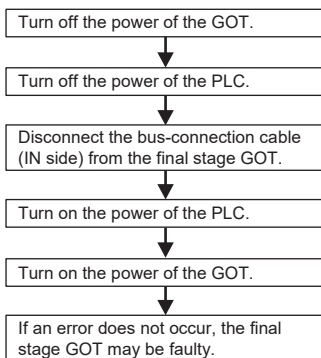 Turn off the power of the GOT.
Turn off the power of the PLC.
Disconnect the bus-connection cable
(IN side) from the final stage GOT.
Turn on the power of the PLC.
Turn on the power of the GOT.
If an error does not occur, the final
stage GOT may be faulty.